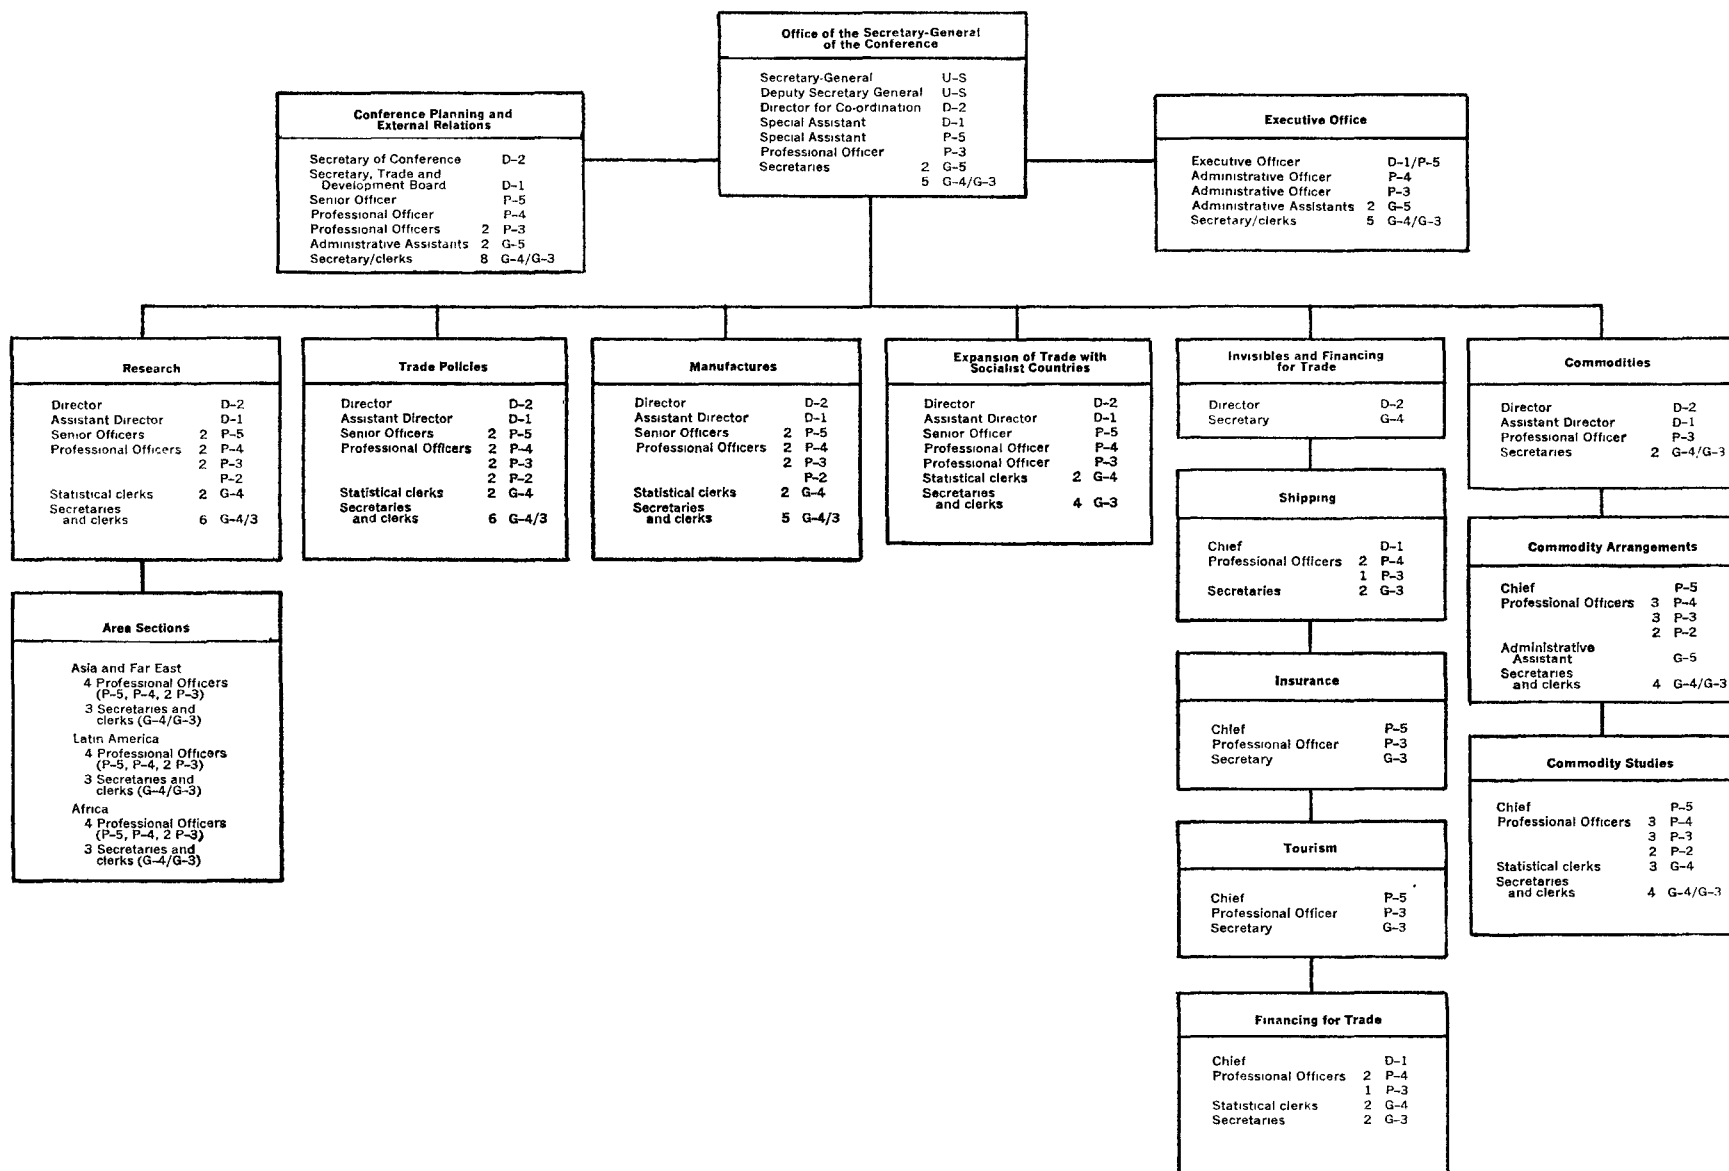 Office of the Secretary-General
of the Conference
Secretary-General U-S
Deputy Secretary General U-S
Director for Co-ordination D-2
Special Assistant D-1
Special Assistant P-5
Professional Officer P-3
Secretaries 2 G-5
5 G-4/G-3
Conference Planning and
External Relations
Secretary of Conference D-2
Secretary, Trade and
Development Board D-1
Senior Officer P-5
Professional Officer P-4
Professional Officers 2 P-3
Administrative Assistants 2 G-5
Secretary/clerks 8 G-4/G-3
Executive Office
Executive Officer D-1/P-5
Administrative Officer P-4
Administrative Officer P-3
Administrative Assistants 2 G-5
Secretary/clerks 5 G-4/G-3
Research
Director D-2
Assistant Director D-1
Senior Officers 2 P-5
Professional Officers 2 P-4
2 P-3
P-2
Statistical clerks 2 G-4
Secretaries
and clerks 6 G-4/3
Area Sections
Asia and Far East
4 Professional Officers
(P-5, P-4, 2 P-3)
3 Secretaries and
clerks (G-4/G-3)
Latin America
4 Professional Officers
(P-5, P-4, 2 P-3)
3 Secretaries and
clerks (G-4/G-3)
Africa
4 Professional Officers
(P-5, P-4, 2 P-3)
3 Secretaries and
clerks (G-4/G-3)
Trade Policies
Director D-2
Assistant Director D-1
Senior Officers 2 P-5
Professional Officers 2 P-4
2 P-3
2 P-2
Statistical clerks 2 G-4
Secretaries
and clerks 6 G-4/3
Manufactures
Director D-2
Assistant Director D-1
Senior Officers 2 P-5
Professional Officers 2 P-4
2 P-3
P-2
Statistical clerks 2 G-4
Secretaries
and clerks 5 G-4/3
Expansion of Trade with
Socialist Countries
Director D-2
Assistant Director D-1
Senior Officer P-5
Professional Officer P-4
Professional Officer P-3
Statistical clerks 2 G-4
Secretaries
and clerks 4 G-3
Invisibles and Financing
for Trade
Director D-2
Secretary G-4
Shipping
Chief D-1
Professional Officers 2 P-4
1 P-3
Secretaries 2 G-3
Insurance
Chief P-5
Professional Officer P-3
Secretary G-3
Tourism
Chief P-5
Professional Officer P-3
Secretary G-3
Financing for Trade
Chief D-1
Professional Officers 2 P-4
1 P-3
Statistical clerks 2 G-4
Secretaries 2 G-3
Commodities
Director D-2
Assistant Director D-1
Professional Officer P-3
Secretaries 2 G-4/G-3
Commodity Arrangements
Chief P-5
Professional Officers 3 P-4
3 P-3
2 P-2
Administrative
Assistant G-5
Secretaries
and clerks 4 G-4/G-3
Commodity Studies
Chief P-5
Professional Officers 3 P-4
3 P-3
2 P-2
Statistical clerks 3 G-4
Secretaries
and clerks 4 G-4/G-3